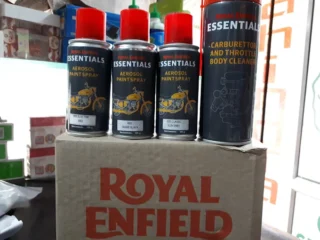 ESSENTIALS
AEROSOL
PAINT SPRAY
ESSENTIALS
AEROSOL
PAINT SPRAY
ESSENTIALS
AEROSOL
PAINT SPRAY
ESSENTIALS
CARBURETTOR
AND THROTTLE
BODY CLEANER
ROYAL
ENFIELD